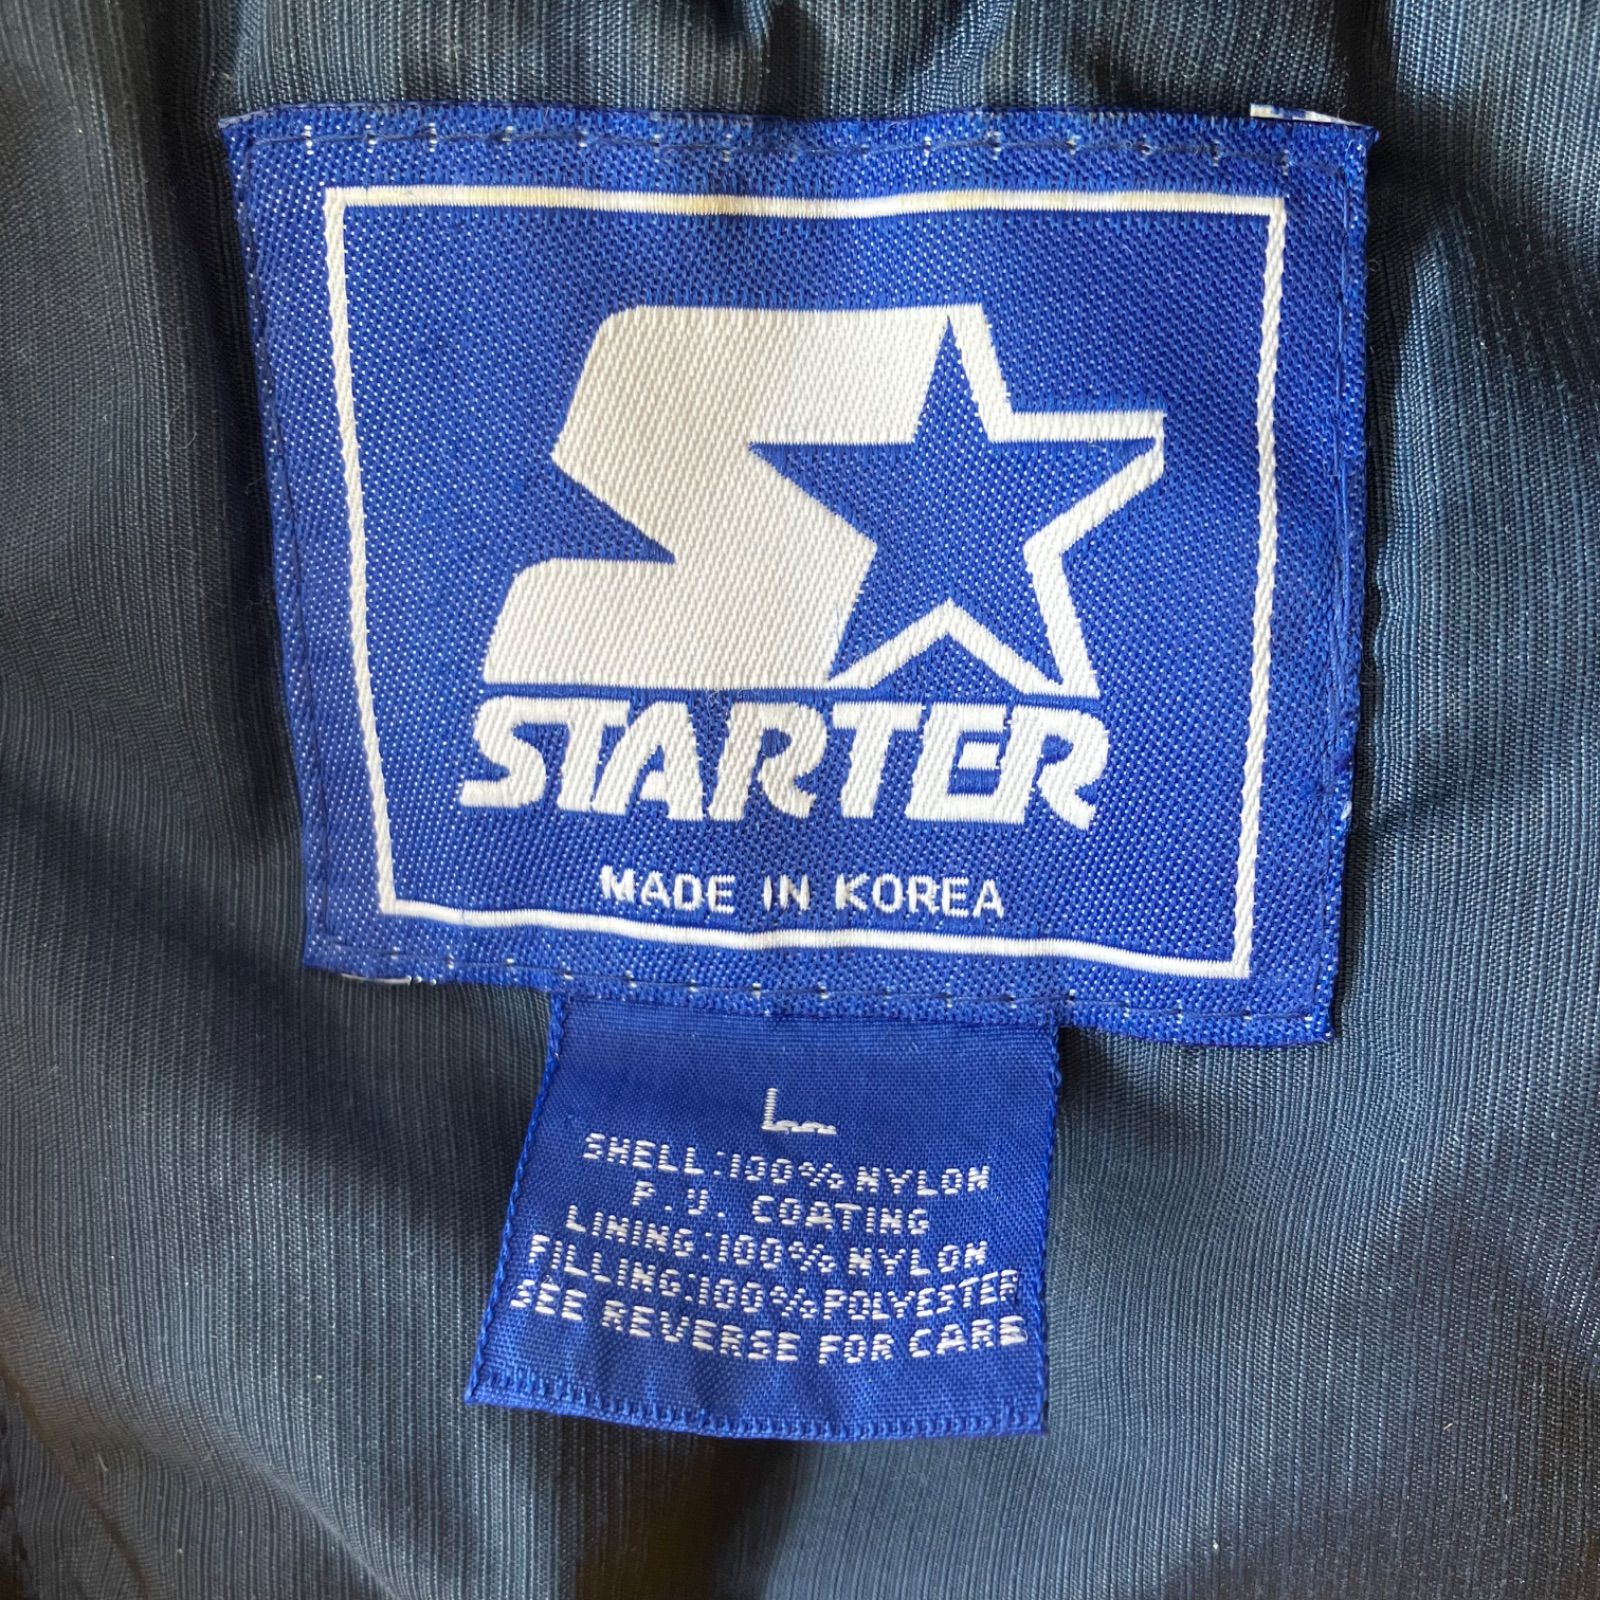 STARTER
MADE IN KOREA
L
SHELL:100% NYLON
P.U. COATING
LINING:100% NYLON
FILLING:100%POLYESTER
SEE REVERSE FOR CARE